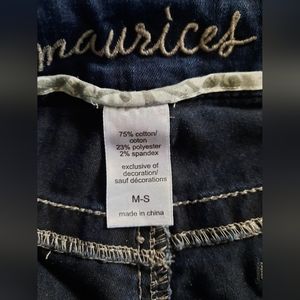 maurices
75% cotton/
coton
23% polyester
2% spandex
exclusive of
decoration/
sauf décorations
M-S
made in china